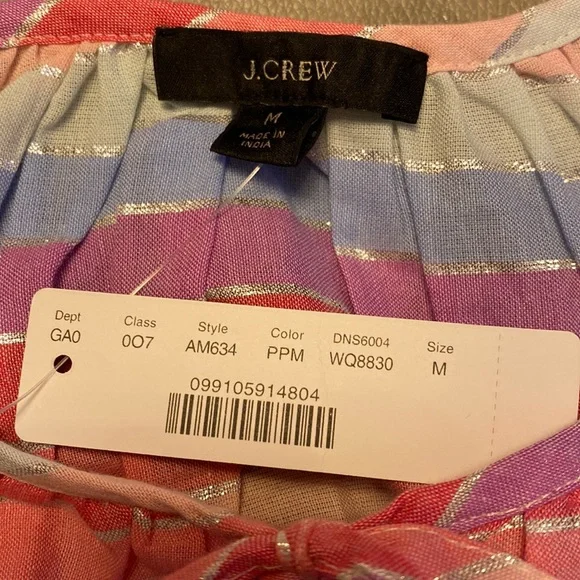 J.CREW
M
MADE IN
INDIA
Dept Class Style Color DNS6004 Size
GA0 0O7 AM634 PPM WQ8830 M
099105914804